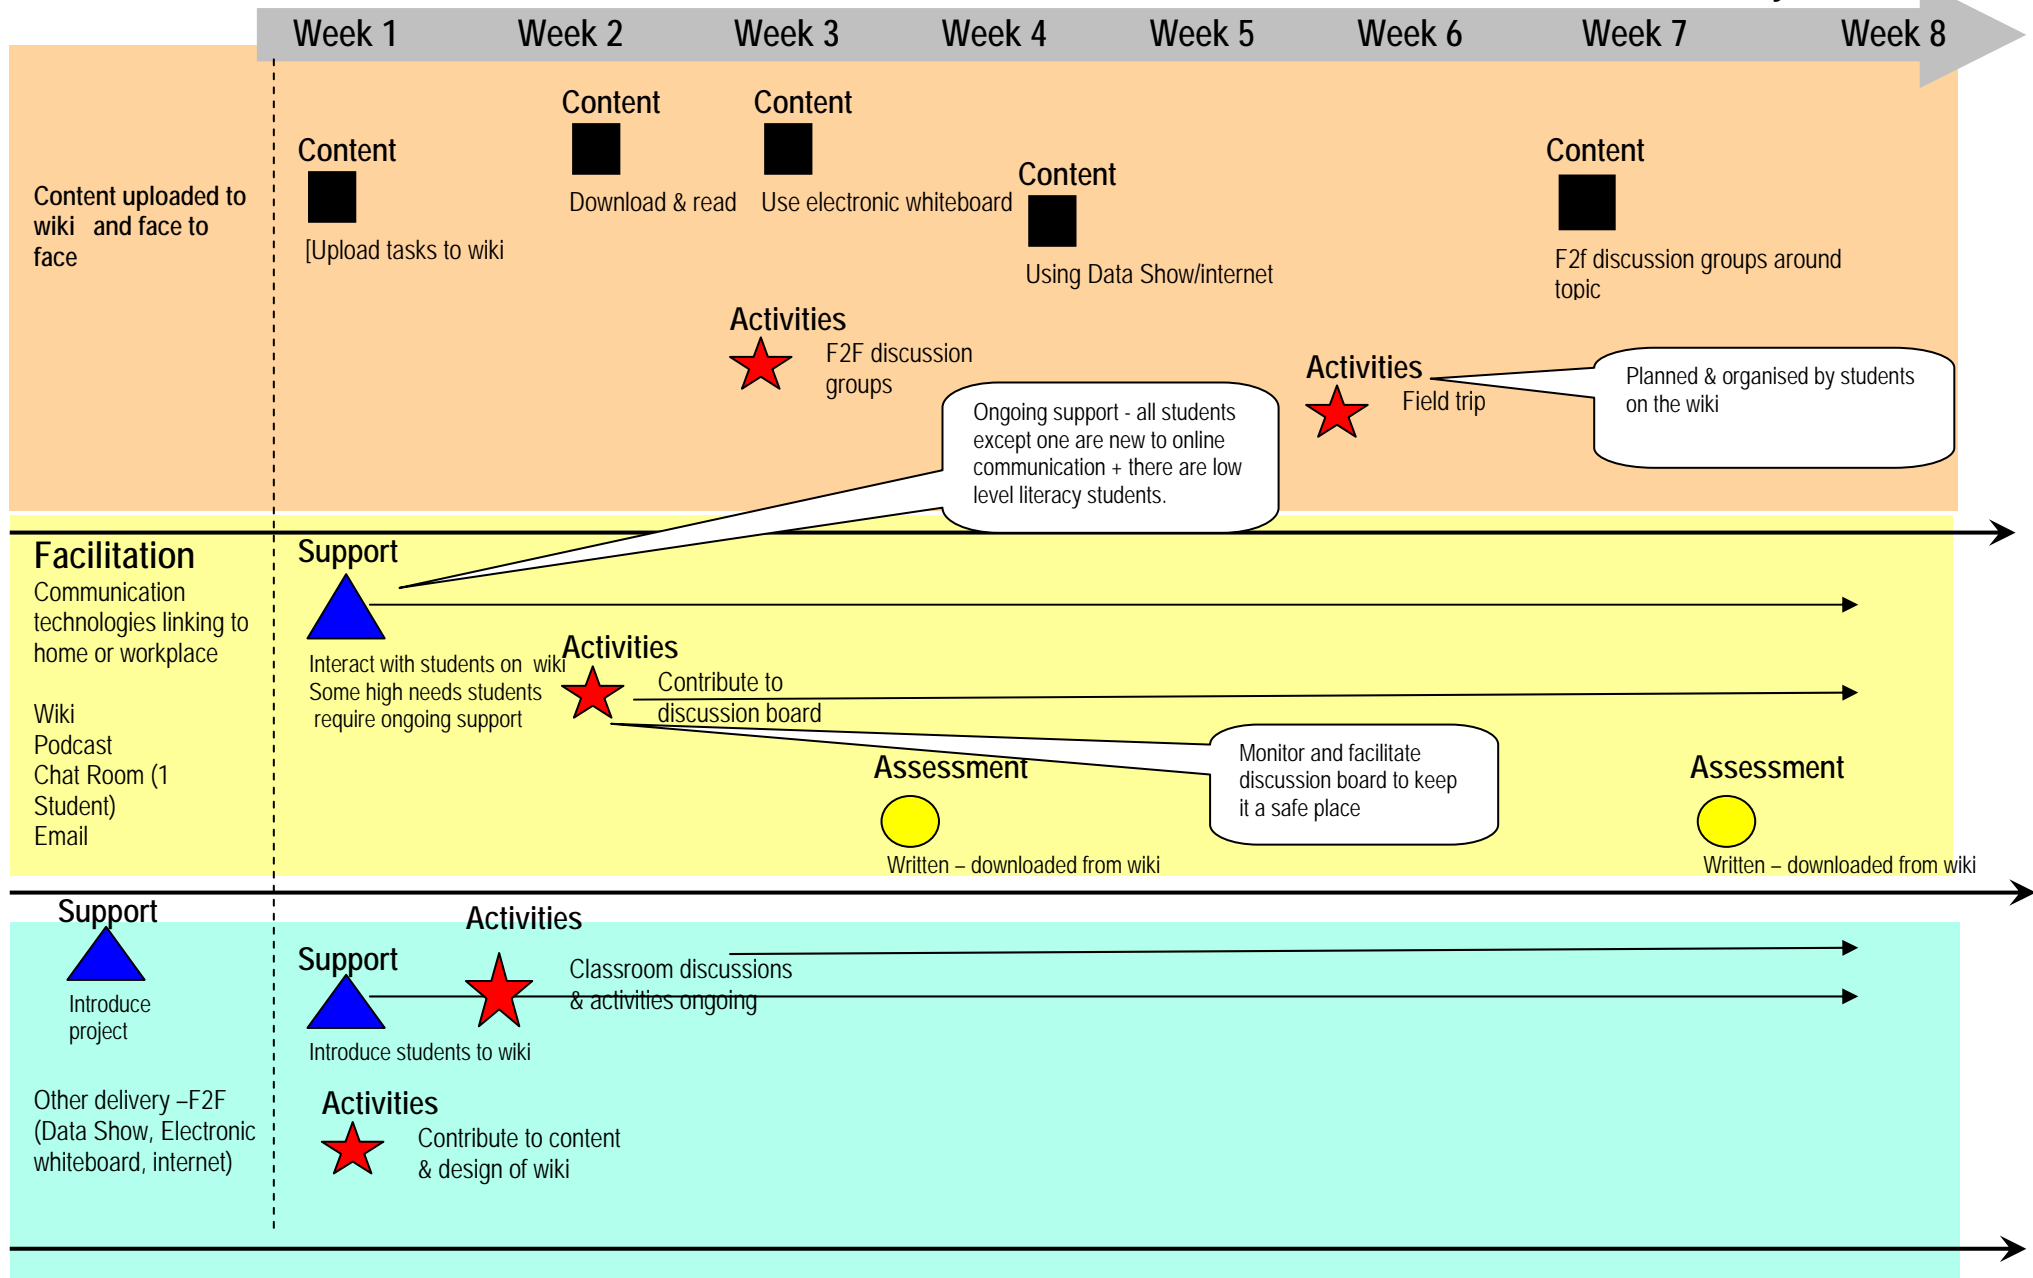 Week 1
Week 2
Week 3
Week 4
Week 5
Week 6
Week 7
Week 8
Content uploaded to
wiki and face to
face
Content
[Upload tasks to wiki
Content
Download & read
Content
Use electronic whiteboard
Content
Using Data Show/internet
Content
F2f discussion groups around
topic
Activities
F2F discussion
groups
Activities
Field trip
Planned & organised by students
on the wiki
Ongoing support - all students
except one are new to online
communication + there are low
level literacy students.
Facilitation
Communication
technologies linking to
home or workplace
Wiki
Podcast
Chat Room (1
Student)
Email
Support
Interact with students on wiki
Some high needs students
require ongoing support
Activities
Contribute to
discussion board
Monitor and facilitate
discussion board to keep
it a safe place
Assessment
Written – downloaded from wiki
Assessment
Written – downloaded from wiki
Support
Introduce
project
Other delivery –F2F
(Data Show, Electronic
whiteboard, internet)
Support
Introduce students to wiki
Activities
Classroom discussions
& activities ongoing
Activities
Contribute to content
& design of wiki